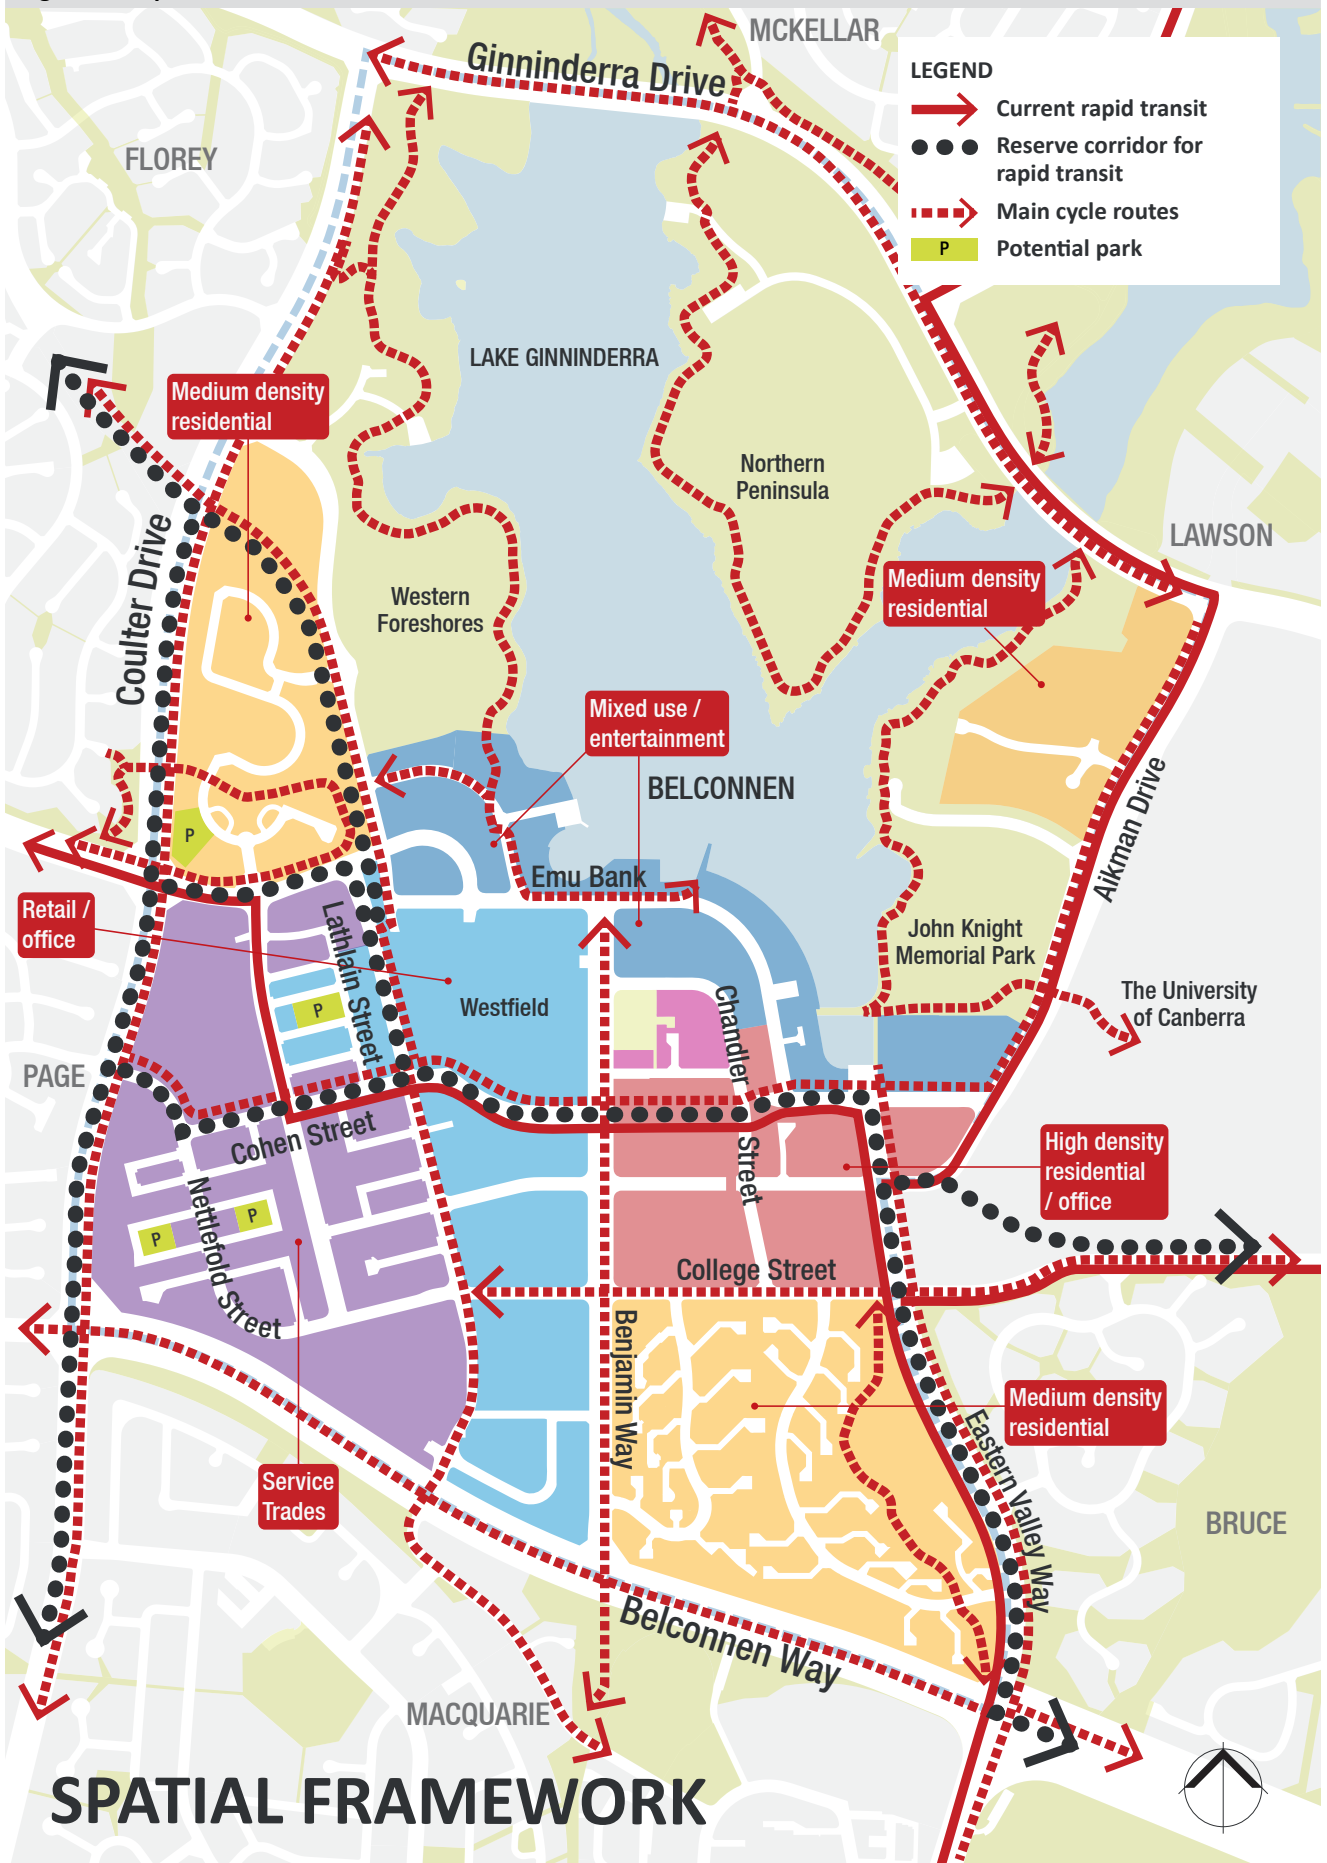 MCKELLAR
Ginninderra Drive
LEGEND
Current rapid transit
Reserve corridor for
rapid transit
Main cycle routes
P
Potential park
FLOREY
LAKE GINNINDERRA
Medium density
residential
Northern
Peninsula
LAWSON
Coulter Drive
Western
Foreshores
Medium density
residential
Mixed use /
entertainment
BELCONNEN
Aikman Drive
P
Emu Bank
Retail /
office
Lathlain Street
John Knight
Memorial Park
Westfield
P
Chandler
Street
The University
of Canberra
PAGE
Cohen Street
High density
residential
/ office
Nettlefold Street
P
P
College Street
Benjamin Way
Medium density
residential
Eastern Valley Way
Service
Trades
BRUCE
Belconnen Way
MACQUARIE
SPATIAL FRAMEWORK